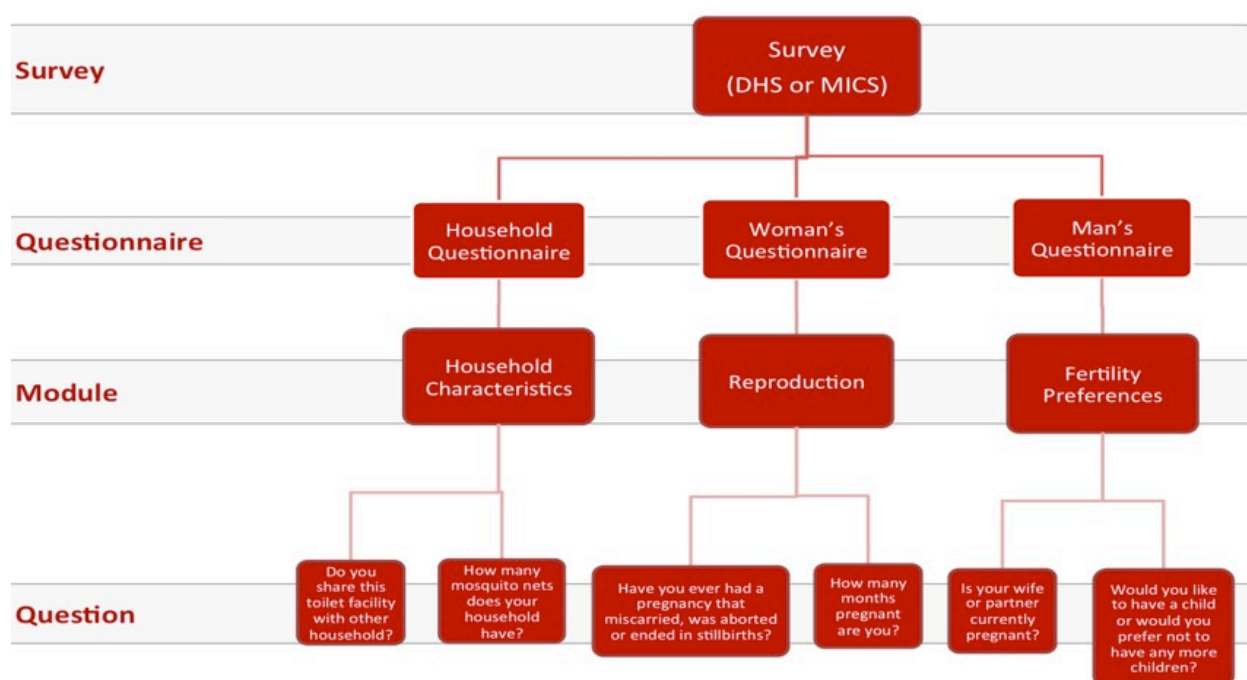 Survey
Survey
(DHS or MICS)
Questionnaire
Household
Questionnaire
Woman's
Questionnaire
Man's
Questionnaire
Module
Household
Characteristics
Reproduction
Fertility
Preferences
Question
Do you
share this
toilet facility
with other
household?
How many
mosquito nets
does your
household
have?
Have you ever had a
pregnancy that
miscarried, was aborted
or ended in stillbirths?
How many
months
pregnant
are you?
Is your wife
or partner
currently
pregnant?
Would you like
to have a child
or would you
prefer not to
have any more
children?